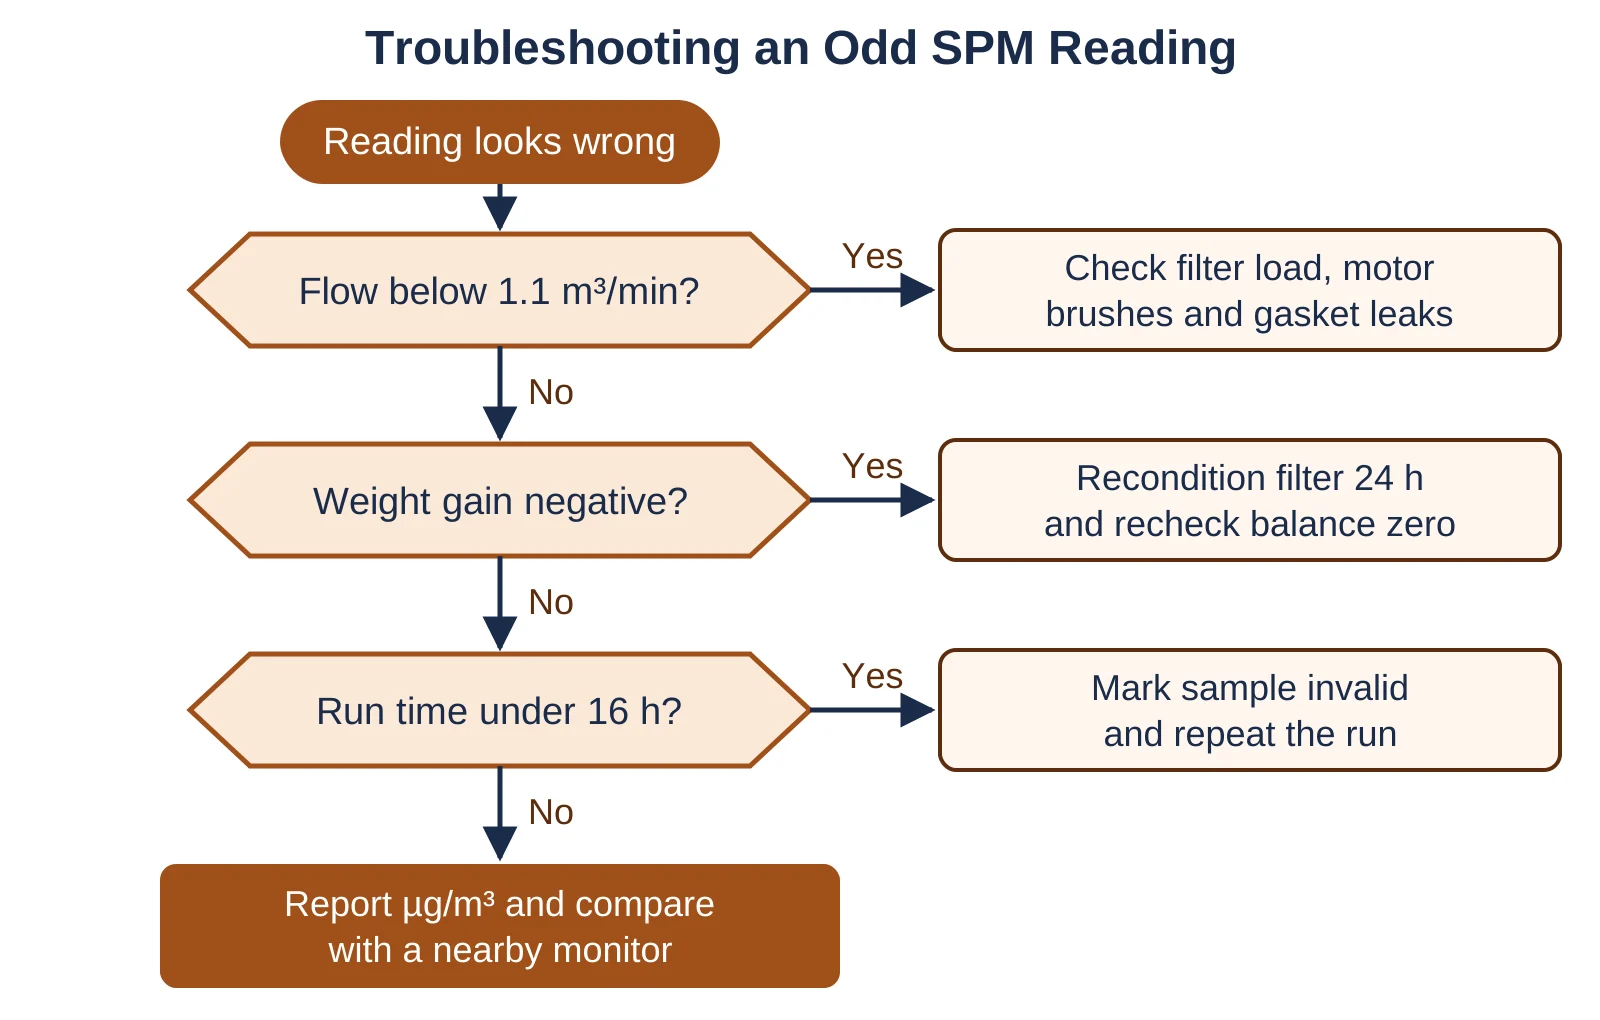 Troubleshooting an Odd SPM Reading
Reading looks wrong
Flow below 1.1 m³/min?
Yes
Check filter load, motor
brushes and gasket leaks
No
Weight gain negative?
Yes
Recondition filter 24 h
and recheck balance zero
No
Run time under 16 h?
Yes
Mark sample invalid
and repeat the run
No
Report µg/m³ and compare
with a nearby monitor